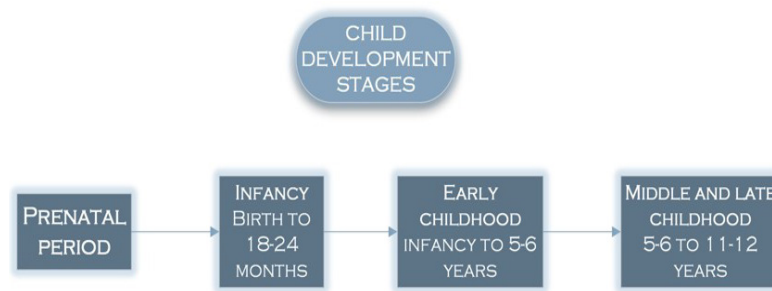 CHILD
DEVELOPMENT
STAGES
PRENATAL
PERIOD
INFANCY
BIRTH TO
18-24
MONTHS
EARLY
CHILDHOOD
INFANCY TO 5-6
YEARS
MIDDLE AND LATE
CHILDHOOD
5-6 TO 11-12
YEARS